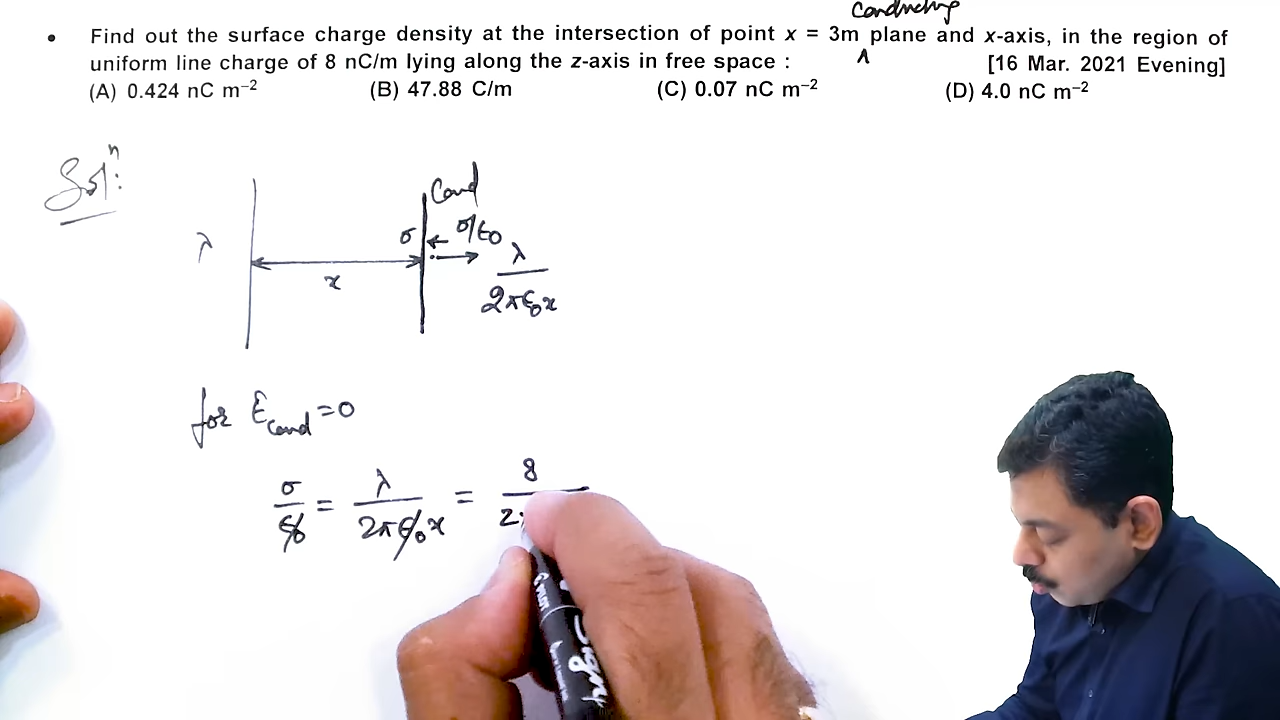 conducting
• Find out the surface charge density at the intersection of point x = 3m ∧ plane and x-axis, in the region of
uniform line charge of 8 nC/m lying along the z-axis in free space : [16 Mar. 2021 Evening]
(A) 0.424 nC m⁻² (B) 47.88 C/m (C) 0.07 nC m⁻² (D) 4.0 nC m⁻²
Solⁿ:
Cond
λ σ σ/ε₀
x λ/2πε₀x
for E_cond = 0
σ/ε₀ = λ/2πε₀x = 8/2